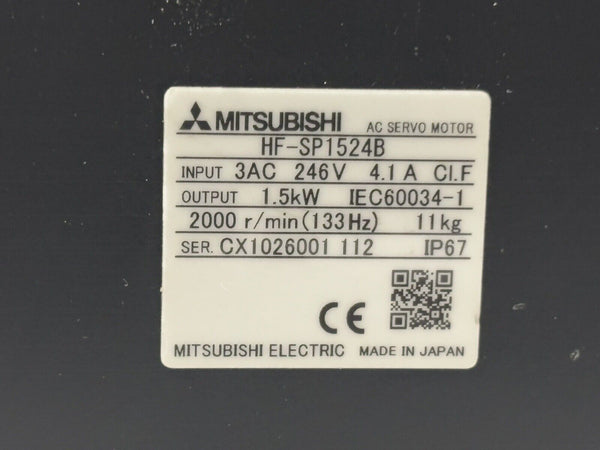 MITSUBISHI AC SERVO MOTOR
HF-SP1524B
INPUT 3AC 246V 4.1A CI.F
OUTPUT 1.5kW IEC60034-1
2000 r/min(133Hz) 11kg
SER. CX1026001 112 IP67
CE
MITSUBISHI ELECTRIC MADE IN JAPAN